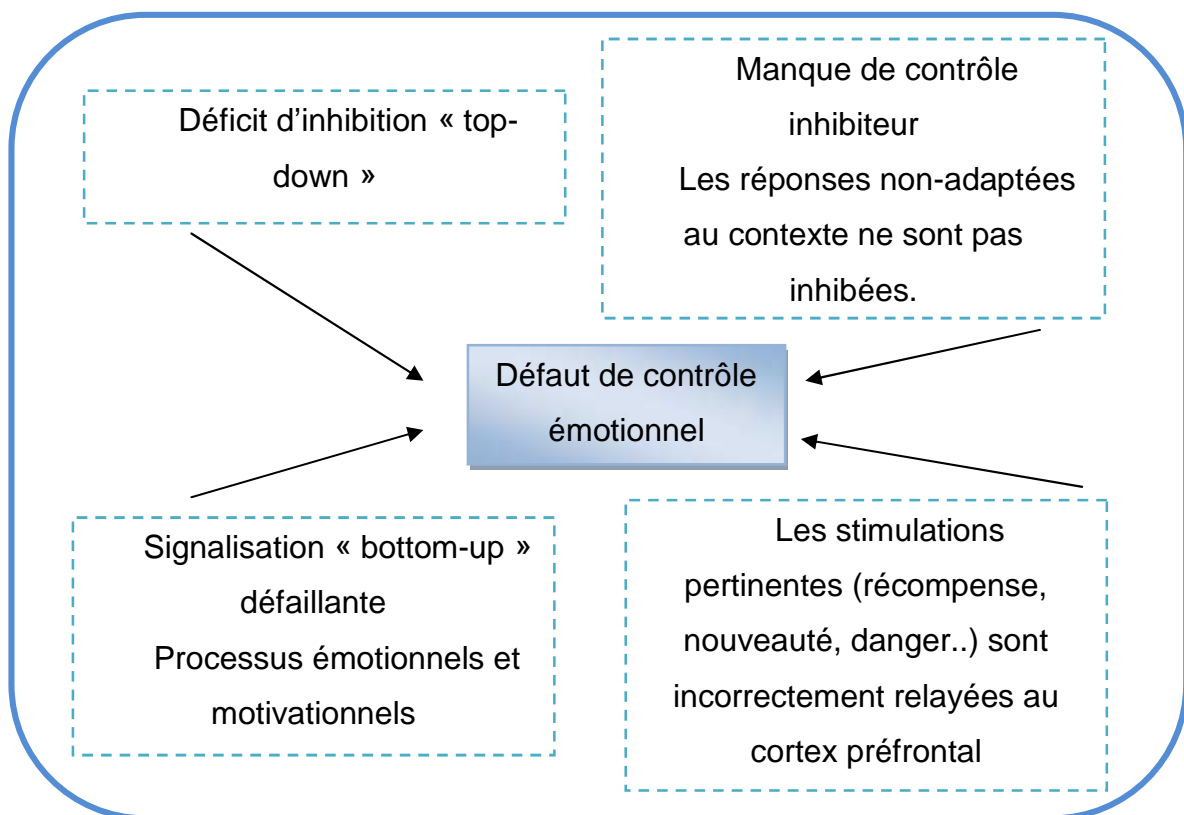 Déficit d’inhibition « top-
down »
Manque de contrôle
inhibiteur
Les réponses non-adaptées
au contexte ne sont pas
inhibées.
Défaut de contrôle
émotionnel
Signalisation « bottom-up »
défaillante
Processus émotionnels et
motivationnels
Les stimulations
pertinentes (récompense,
nouveauté, danger..) sont
incorrectement relayées au
cortex préfrontal